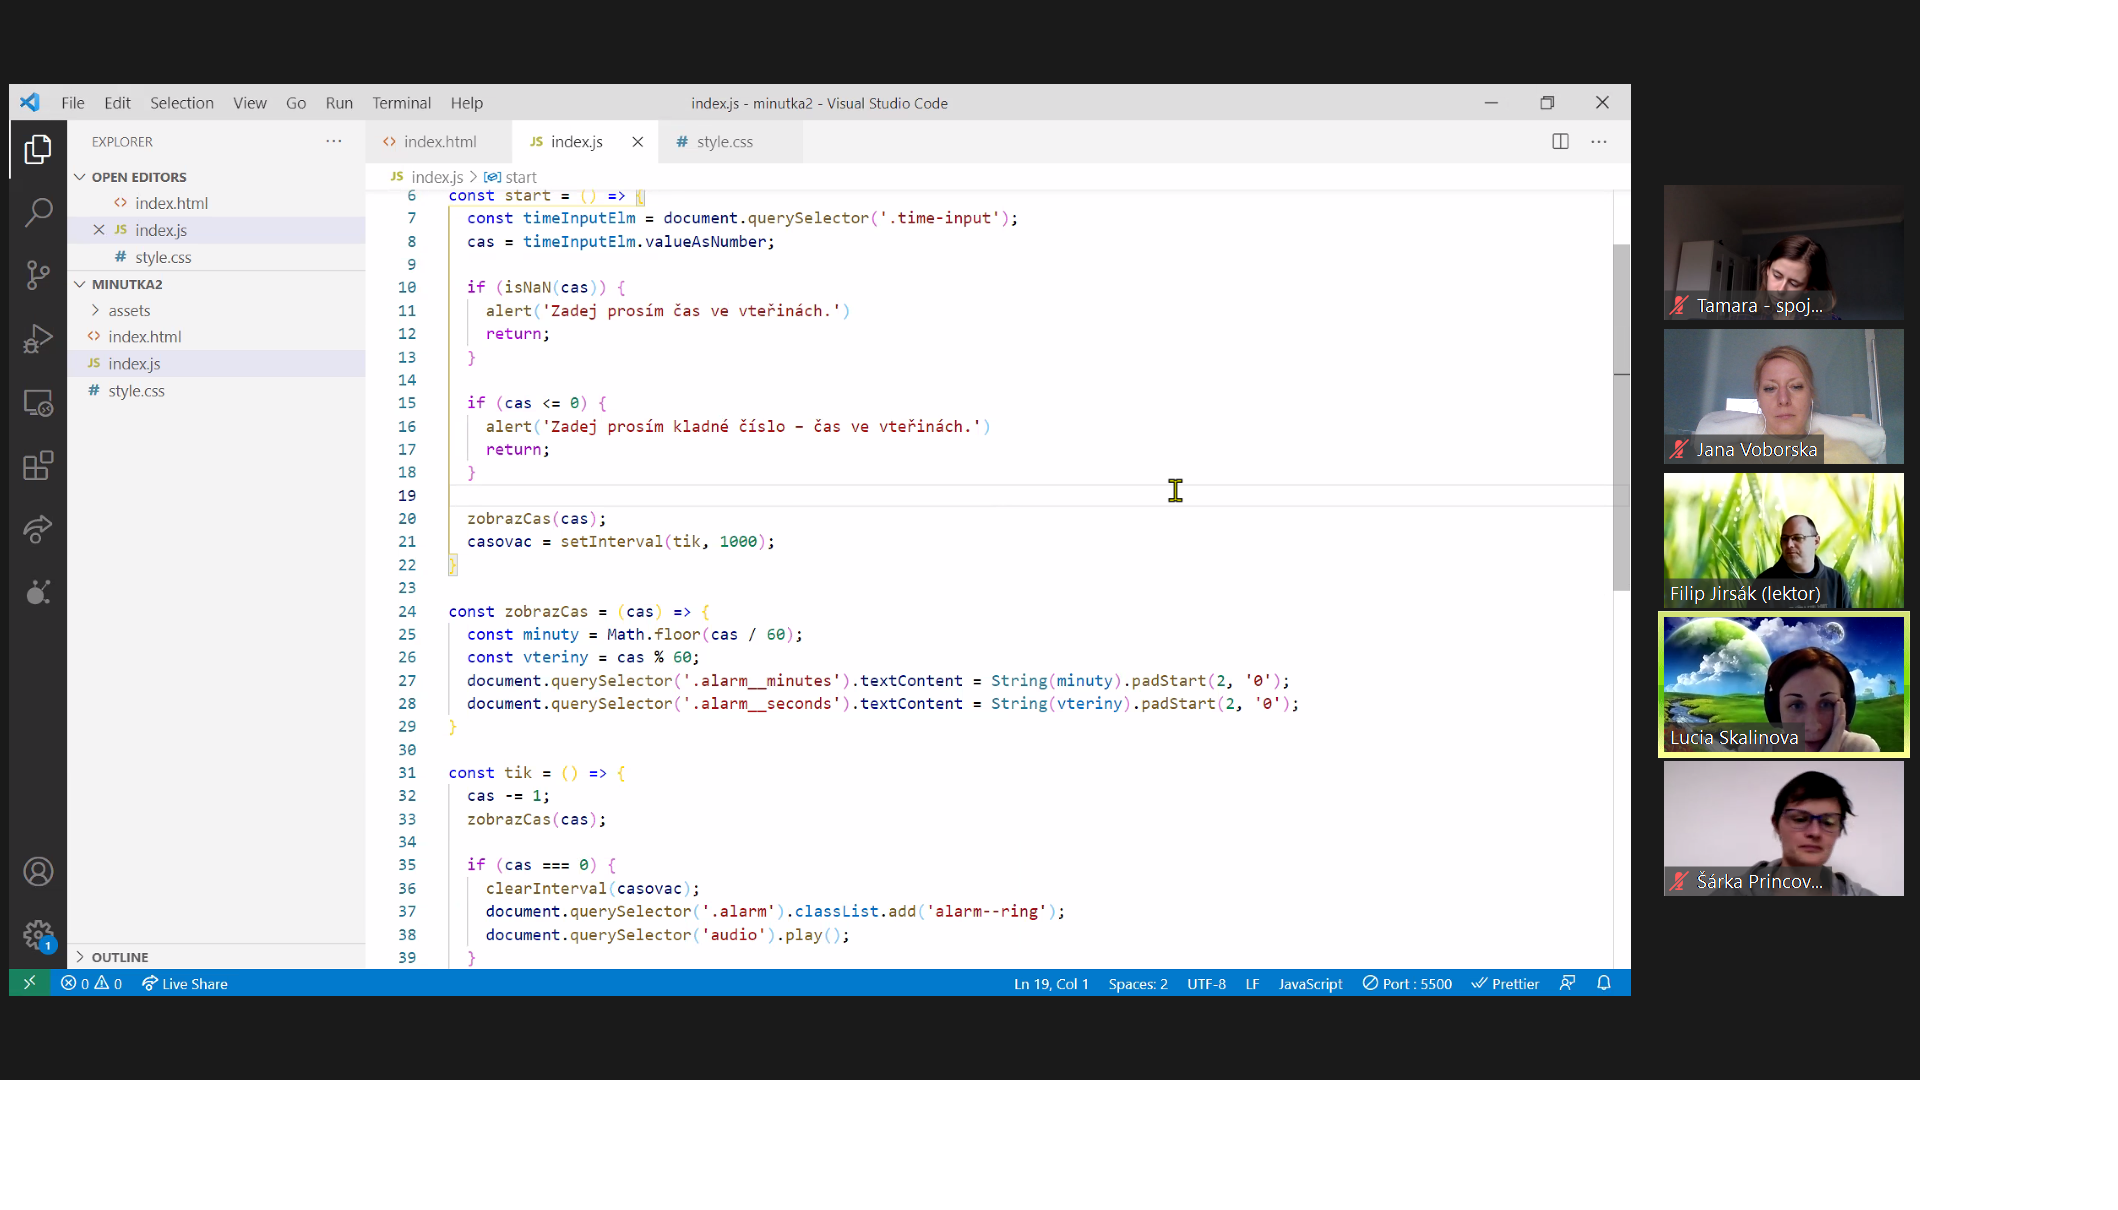 File Edit Selection View Go Run Terminal Help
index.js - minutka2 - Visual Studio Code
EXPLORER
OPEN EDITORS
index.html
JS index.js
# style.css
MINUTKA2
assets
index.html
JS index.js
# style.css
OUTLINE
index.html
JS index.js
# style.css
JS index.js > start
6 const start = () => {
7 const timeInputElm = document.querySelector('.time-input');
8 cas = timeInputElm.valueAsNumber;
9
10 if (isNaN(cas)) {
11 alert('Zadej prosím čas ve vteřinách.')
12 return;
13 }
14
15 if (cas <= 0) {
16 alert('Zadej prosím kladné číslo – čas ve vteřinách.')
17 return;
18 }
19
20 zobrazCas(cas);
21 casovac = setInterval(tik, 1000);
22 }
23
24 const zobrazCas = (cas) => {
25 const minuty = Math.floor(cas / 60);
26 const vteriny = cas % 60;
27 document.querySelector('.alarm__minutes').textContent = String(minuty).padStart(2, '0');
28 document.querySelector('.alarm__seconds').textContent = String(vteriny).padStart(2, '0');
29 }
30
31 const tik = () => {
32 cas -= 1;
33 zobrazCas(cas);
34
35 if (cas === 0) {
36 clearInterval(casovac);
37 document.querySelector('.alarm').classList.add('alarm--ring');
38 document.querySelector('audio').play();
39 }
1
0 0 Live Share
Ln 19, Col 1 Spaces: 2 UTF-8 LF JavaScript Port : 5500 Prettier
Tamara - spoj...
Jana Voborska
Filip Jirsák (lektor)
Lucia Skalinova
Šárka Princov...